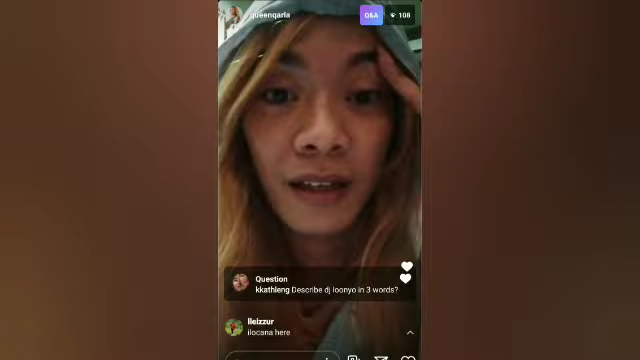 queenqarla
Q&A
108
Question
kkathleng Describe dj loonyo in 3 words?
lleizzur
ilocana here